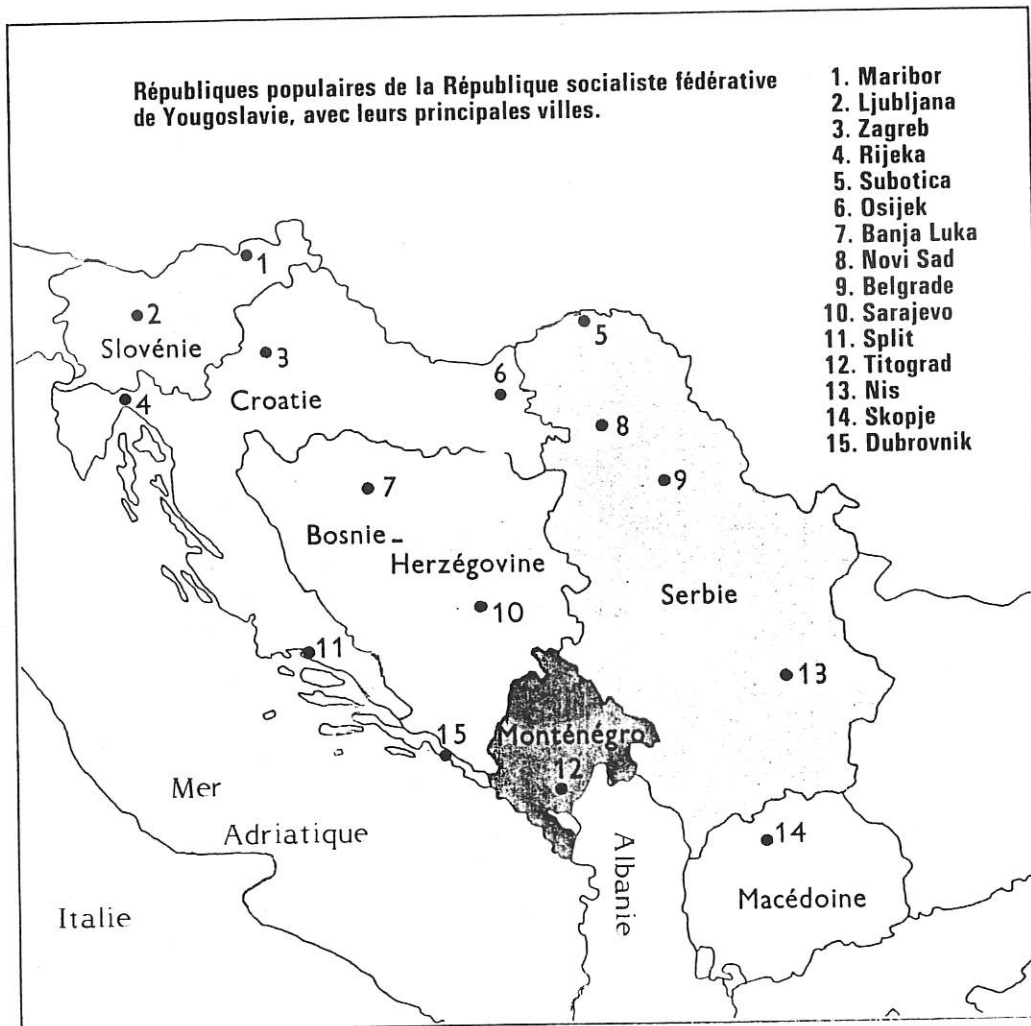 Républiques populaires de la République socialiste fédérative
de Yougoslavie, avec leurs principales villes.
1. Maribor
2. Ljubljana
3. Zagreb
4. Rijeka
5. Subotica
6. Osijek
7. Banja Luka
8. Novi Sad
9. Belgrade
10. Sarajevo
11. Split
12. Titograd
13. Nis
14. Skopje
15. Dubrovnik
1
2
Slovénie
3
4
Croatie
5
6
8
7
9
Bosnie-
Herzégovine
10
Serbie
11
13
15
Monténégro
12
Mer
Adriatique
14
Albanie
Macédoine
Italie